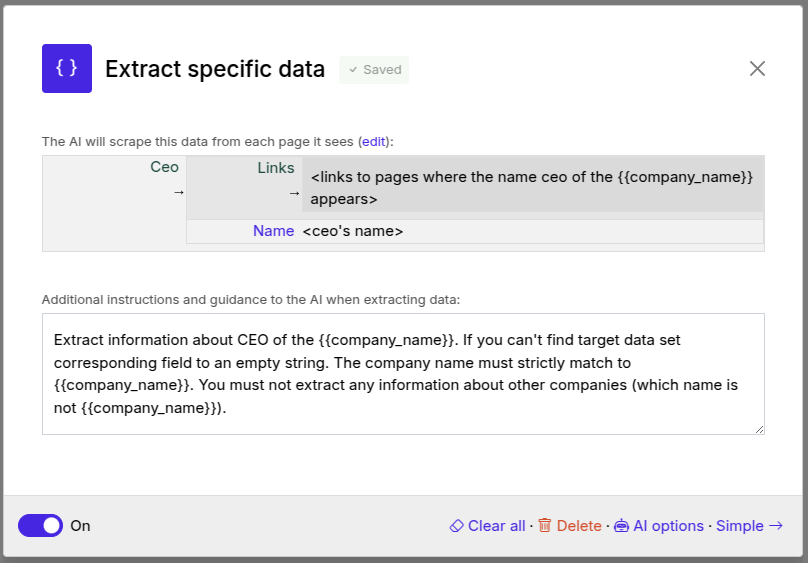 { } Extract specific data ✓ Saved
The AI will scrape this data from each page it sees (edit):
Ceo → Links → <links to pages where the name ceo of the {{company_name}}
appears>
Name <ceo's name>
Additional instructions and guidance to the AI when extracting data:
Extract information about CEO of the {{company_name}}. If you can't find target data set
corresponding field to an empty string. The company name must strictly match to
{{company_name}}. You must not extract any information about other companies (which name is
not {{company_name}}).
On Clear all · Delete · AI options · Simple →